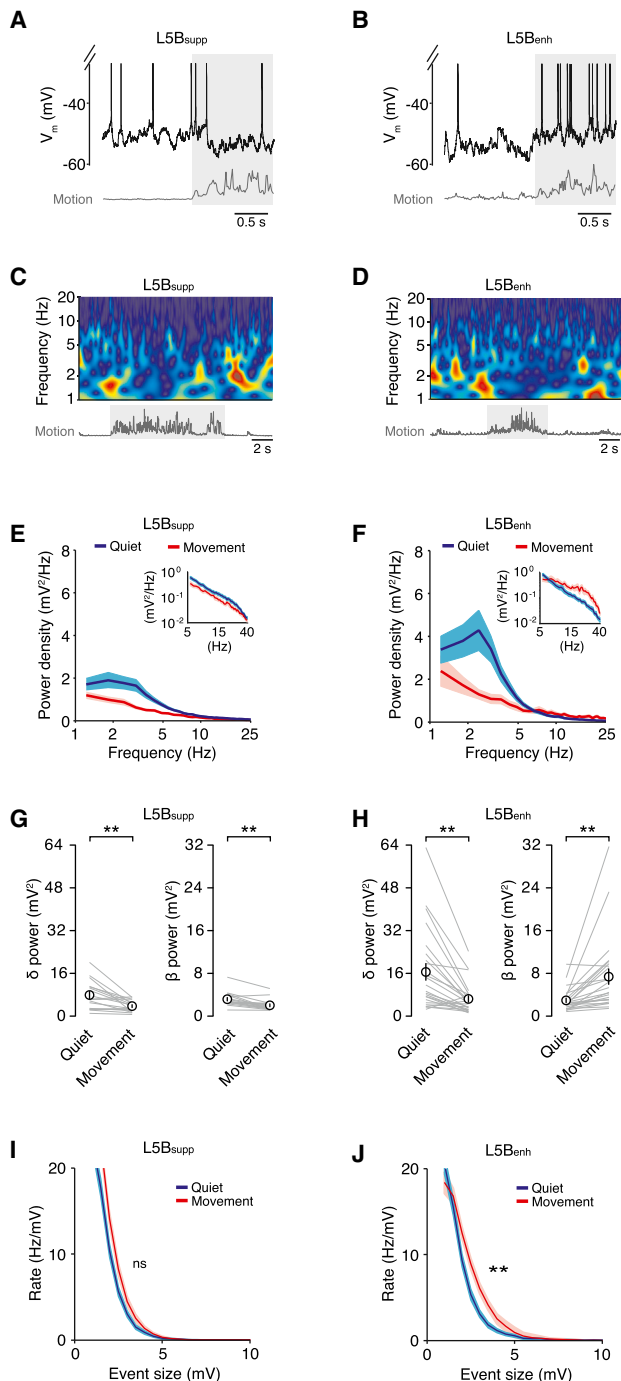 A
L5Bsupp
Vm (mV)
-40
-60
Motion
0.5 s
B
L5Benh
Vm (mV)
-40
-60
Motion
0.5 s
C
L5Bsupp
Frequency (Hz)
20
10
5
2
1
Motion
2 s
D
L5Benh
Frequency (Hz)
20
10
5
2
1
Motion
2 s
E
L5Bsupp
Quiet
Movement
Power density (mV²/Hz)
8
6
4
2
0
1 2 5 10 25
Frequency (Hz)
(mV²/Hz)
10⁰
10⁻¹
10⁻²
5 15 40
(Hz)
F
L5Benh
Quiet
Movement
Power density (mV²/Hz)
8
6
4
2
0
1 2 5 10 25
Frequency (Hz)
(mV²/Hz)
10⁰
10⁻¹
10⁻²
5 15 40
(Hz)
G
L5Bsupp
**
δ power (mV²)
64
48
32
16
0
Quiet
Movement
**
β power (mV²)
32
24
16
8
0
Quiet
Movement
H
L5Benh
**
δ power (mV²)
64
48
32
16
0
Quiet
Movement
**
β power (mV²)
32
24
16
8
0
Quiet
Movement
I
L5Bsupp
Quiet
Movement
Rate (Hz/mV)
20
10
0
ns
0 5 10
Event size (mV)
J
L5Benh
Quiet
Movement
Rate (Hz/mV)
20
10
0
**
0 5 10
Event size (mV)